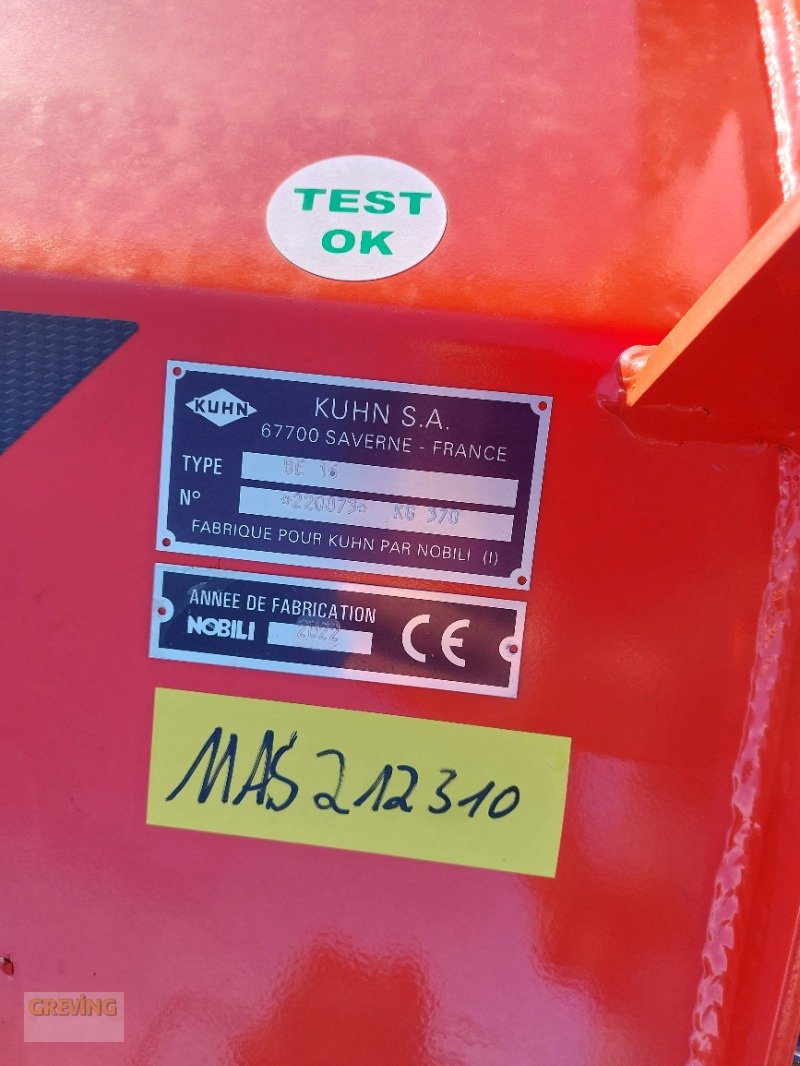 TEST
OK
KUHN
KUHN S.A.
67700 SAVERNE - FRANCE
TYPE BE 16
N° *220073* KG 370
FABRIQUE POUR KUHN PAR NOBILI (I)
ANNEE DE FABRICATION
NOBILI 2022 CE
MAS 212310
GREVING